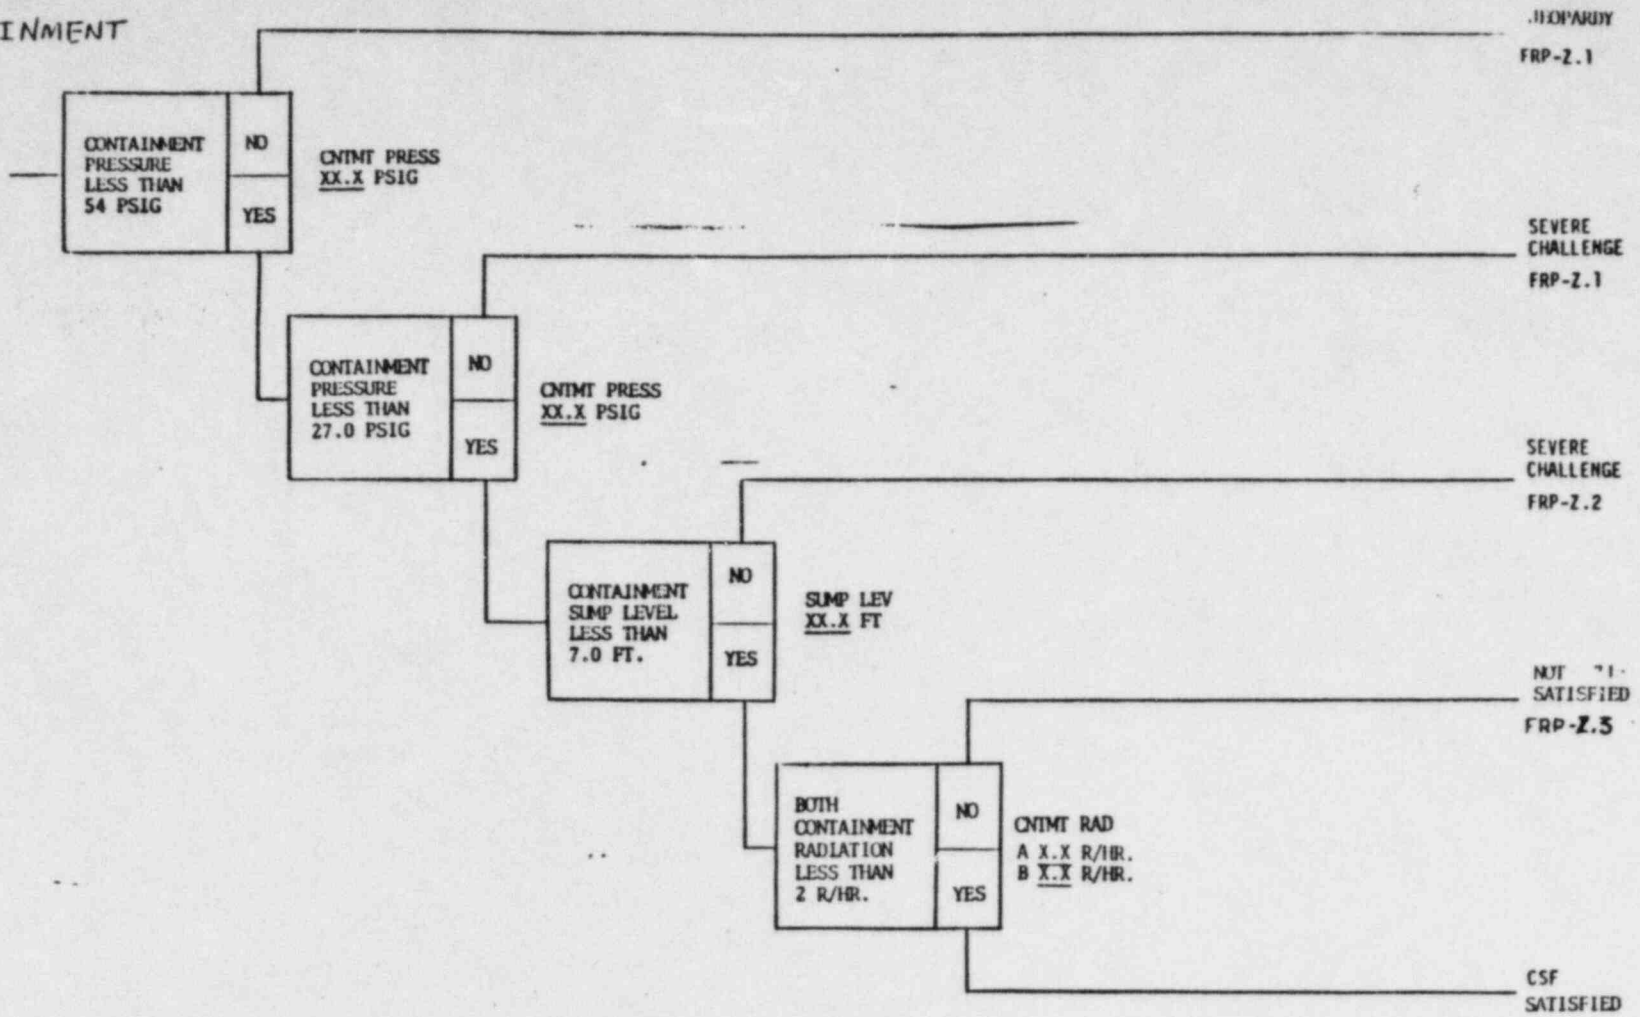 INMENT
JEOPARDY
FRP-Z.1
CONTAINMENT
PRESSURE
LESS THAN
54 PSIG
NO
YES
CNTMT PRESS
XX.X PSIG
SEVERE
CHALLENGE
FRP-Z.1
CONTAINMENT
PRESSURE
LESS THAN
27.0 PSIG
NO
YES
CNTMT PRESS
XX.X PSIG
SEVERE
CHALLENGE
FRP-Z.2
CONTAINMENT
SUMP LEVEL
LESS THAN
7.0 FT.
NO
YES
SUMP LEV
XX.X FT
NOT
SATISFIED
FRP-Z.3
BOTH
CONTAINMENT
RADIATION
LESS THAN
2 R/HR.
NO
YES
CNTMT RAD
A X.X R/HR.
B X.X R/HR.
CSF
SATISFIED